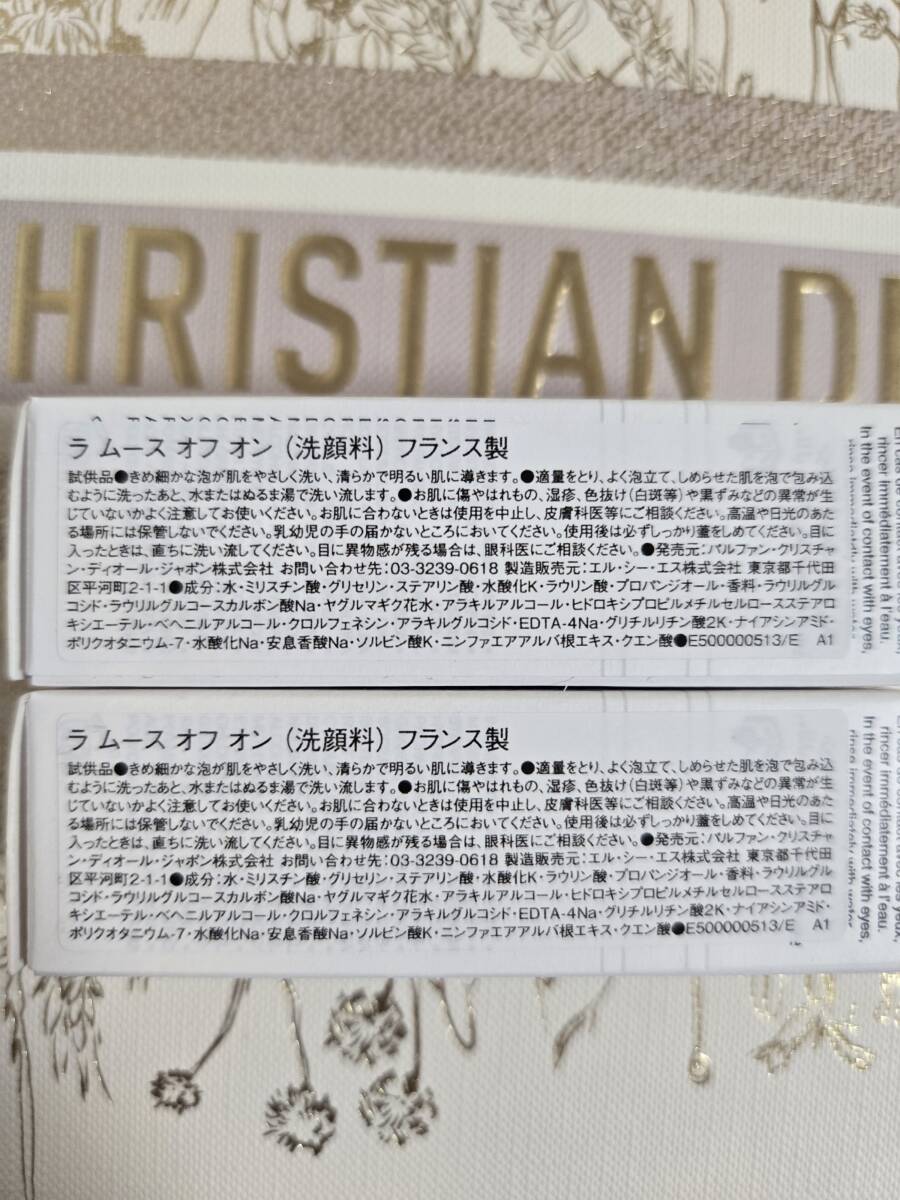 HRISTIAN DI
ラ ムース オフ オン（洗顔料）フランス製
試供品●きめ細かな泡が肌をやさしく洗い、清らかで明るい肌に導きます。●適量をとり、よく泡立て、しめらせた肌を泡で包み込
むように洗ったあと、水またはぬるま湯で洗い流します。●お肌に傷やはれもの、湿疹、色抜け(白斑等)や黒ずみなどの異常が生
じていないかよく注意してお使いください。お肌に合わないときは使用を中止し、皮膚科医等にご相談ください。高温や日光のあた
る場所には保管しないでください。乳幼児の手の届かないところにおいてください。使用後は必ずしっかり蓋をしめてください。目に
入ったときは、直ちに洗い流してください。目に異物感が残る場合は、眼科医にご相談ください。●発売元：パルファン・クリスチャ
ン・ディオール・ジャポン株式会社 お問い合わせ先：03-3239-0618 製造販売元：エル・シー・エス株式会社 東京都千代田
区平河町2-1-1●成分：水・ミリスチン酸・グリセリン・ステアリン酸・水酸化K・ラウリン酸・プロパンジオール・香料・ラウリルグル
コシド・ラウリルグルコースカルボン酸Na・ヤグルマギク花水・アラキルアルコール・ヒドロキシプロピルメチルセルロースステアロ
キシエーテル・ベヘニルアルコール・クロルフェネシン・アラキルグルコシド・EDTA-4Na・グリチルリチン酸2K・ナイアシンアミド・
ポリクオタニウム-7・水酸化Na・安息香酸Na・ソルビン酸K・ニンファエアアルバ根エキス・クエン酸●E500000513/E A1
rincer immédiatement à l'eau.
In the event of contact with eyes,
ラ ムース オフ オン（洗顔料）フランス製
試供品●きめ細かな泡が肌をやさしく洗い、清らかで明るい肌に導きます。●適量をとり、よく泡立て、しめらせた肌を泡で包み込
むように洗ったあと、水またはぬるま湯で洗い流します。●お肌に傷やはれもの、湿疹、色抜け(白斑等)や黒ずみなどの異常が生
じていないかよく注意してお使いください。お肌に合わないときは使用を中止し、皮膚科医等にご相談ください。高温や日光のあた
る場所には保管しないでください。乳幼児の手の届かないところにおいてください。使用後は必ずしっかり蓋をしめてください。目に
入ったときは、直ちに洗い流してください。目に異物感が残る場合は、眼科医にご相談ください。●発売元：パルファン・クリスチャ
ン・ディオール・ジャポン株式会社 お問い合わせ先：03-3239-0618 製造販売元：エル・シー・エス株式会社 東京都千代田
区平河町2-1-1●成分：水・ミリスチン酸・グリセリン・ステアリン酸・水酸化K・ラウリン酸・プロパンジオール・香料・ラウリルグル
コシド・ラウリルグルコースカルボン酸Na・ヤグルマギク花水・アラキルアルコール・ヒドロキシプロピルメチルセルロースステアロ
キシエーテル・ベヘニルアルコール・クロルフェネシン・アラキルグルコシド・EDTA-4Na・グリチルリチン酸2K・ナイアシンアミド・
ポリクオタニウム-7・水酸化Na・安息香酸Na・ソルビン酸K・ニンファエアアルバ根エキス・クエン酸●E500000513/E A1
rincer immédiatement à l'eau.
In the event of contact with eyes,